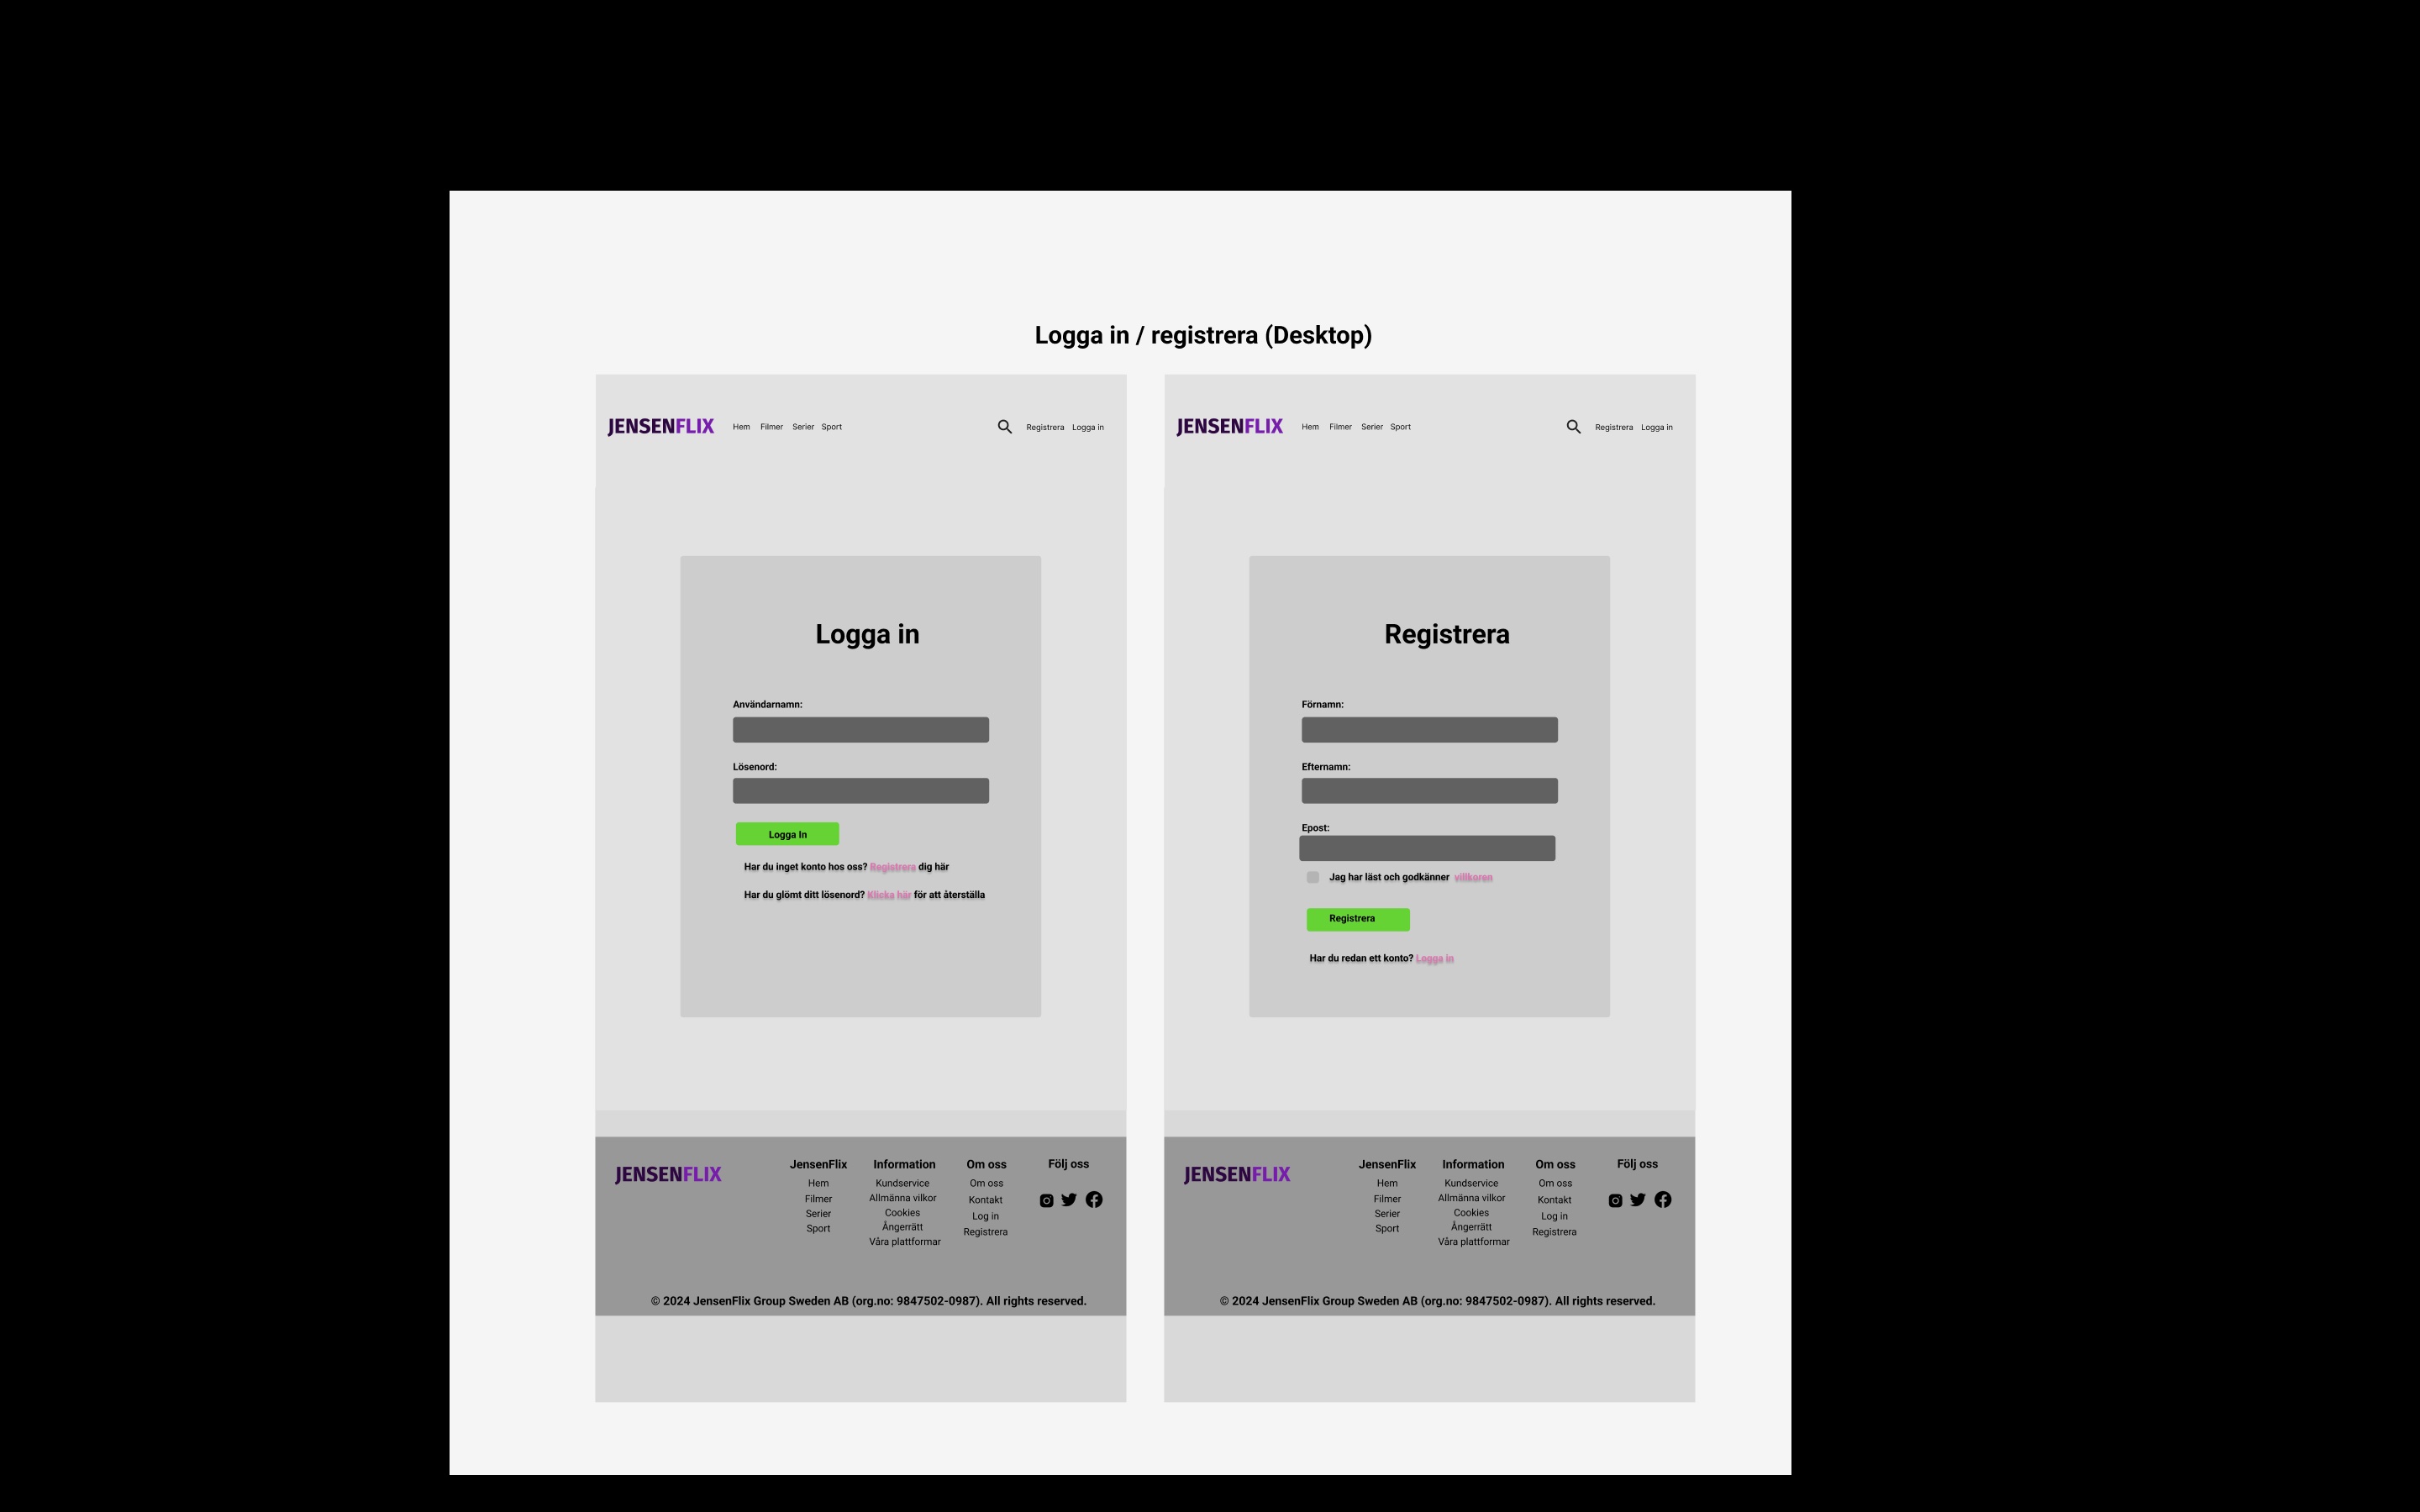 Logga in / registrera (Desktop)
JENSENFLIX Hem Filmer Serier Sport Registrera Logga in
Logga in
Användarnamn:
Lösenord:
Logga In
Har du inget konto hos oss? Registrera dig här
Har du glömt ditt lösenord? Klicka här för att återställa
JENSENFLIX
JensenFlix
Hem
Filmer
Serier
Sport
Information
Kundservice
Allmänna vilkor
Cookies
Ångerrätt
Våra plattformar
Om oss
Om oss
Kontakt
Log in
Registrera
Följ oss
© 2024 JensenFlix Group Sweden AB (org.no: 9847502-0987). All rights reserved.
JENSENFLIX Hem Filmer Serier Sport Registrera Logga in
Registrera
Förnamn:
Efternamn:
Epost:
Jag har läst och godkänner villkoren
Registrera
Har du redan ett konto? Logga in
JENSENFLIX
JensenFlix
Hem
Filmer
Serier
Sport
Information
Kundservice
Allmänna vilkor
Cookies
Ångerrätt
Våra plattformar
Om oss
Om oss
Kontakt
Log in
Registrera
Följ oss
© 2024 JensenFlix Group Sweden AB (org.no: 9847502-0987). All rights reserved.